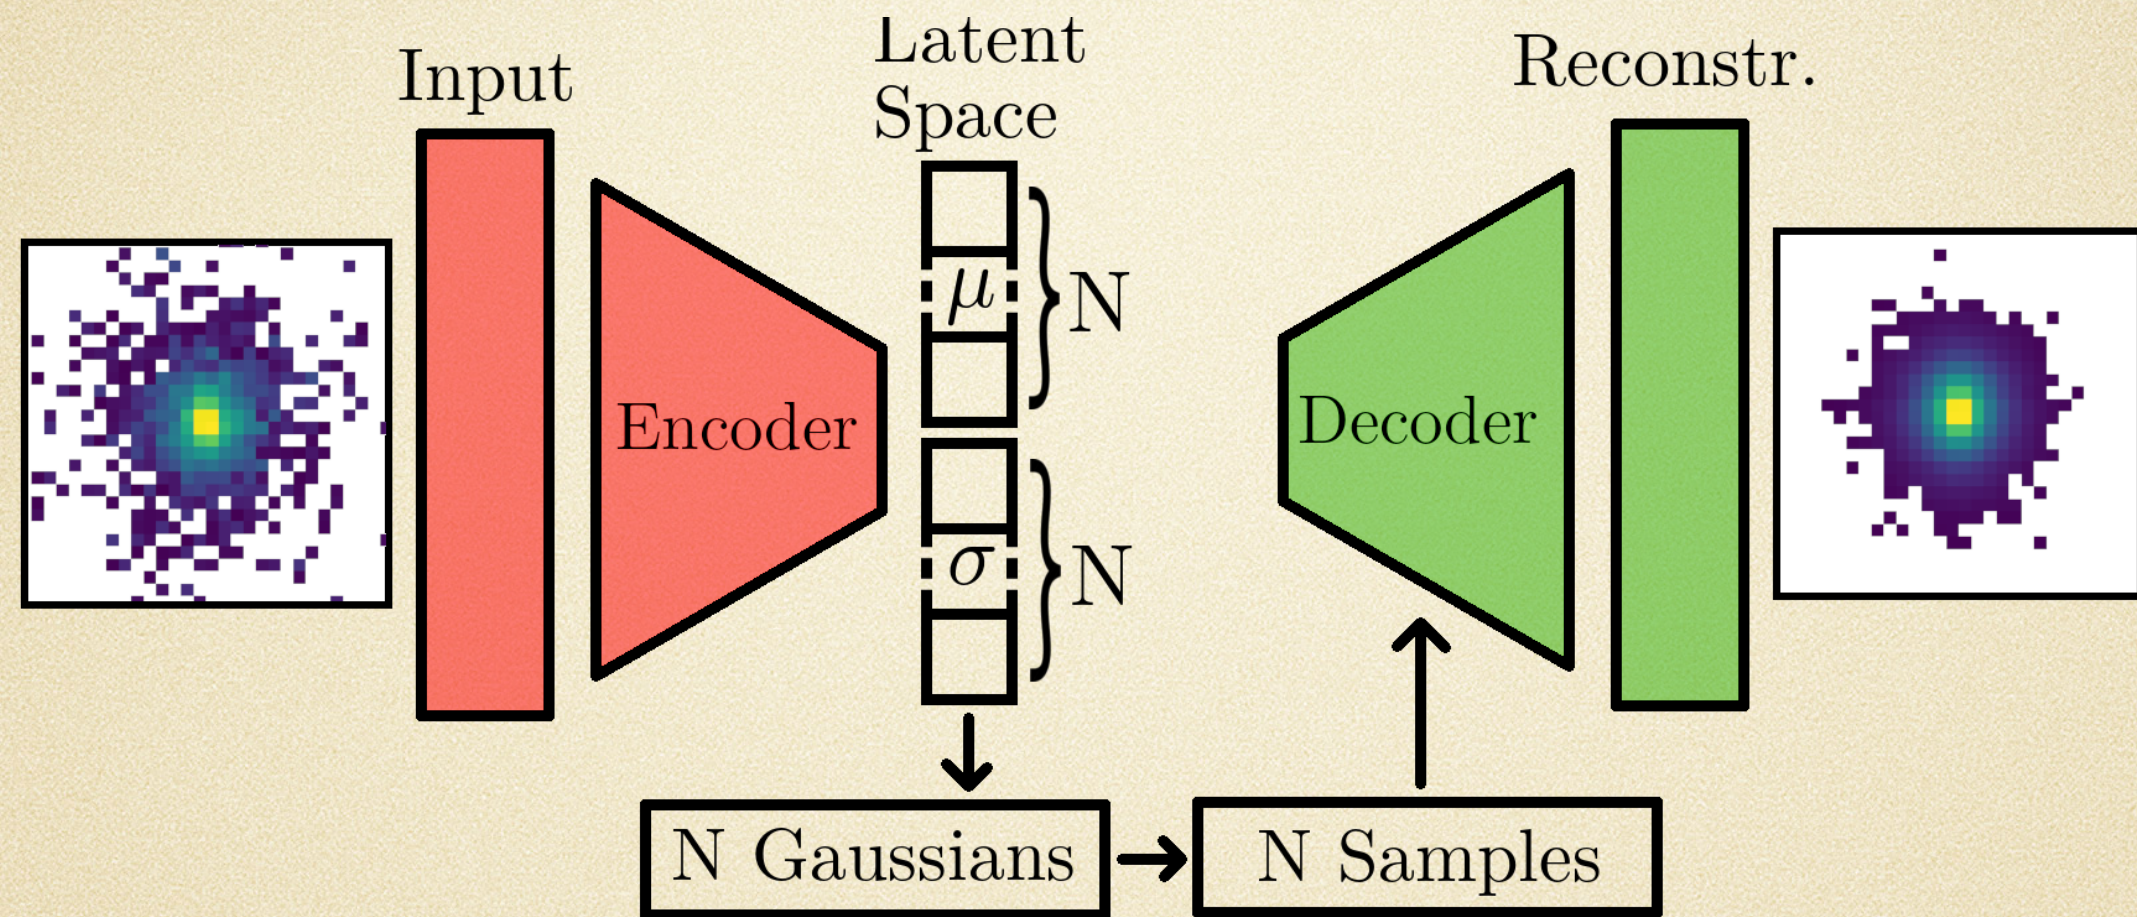 Input
Latent
Space
Reconstr.
μ
N
σ
N
Encoder
Decoder
N Gaussians
N Samples